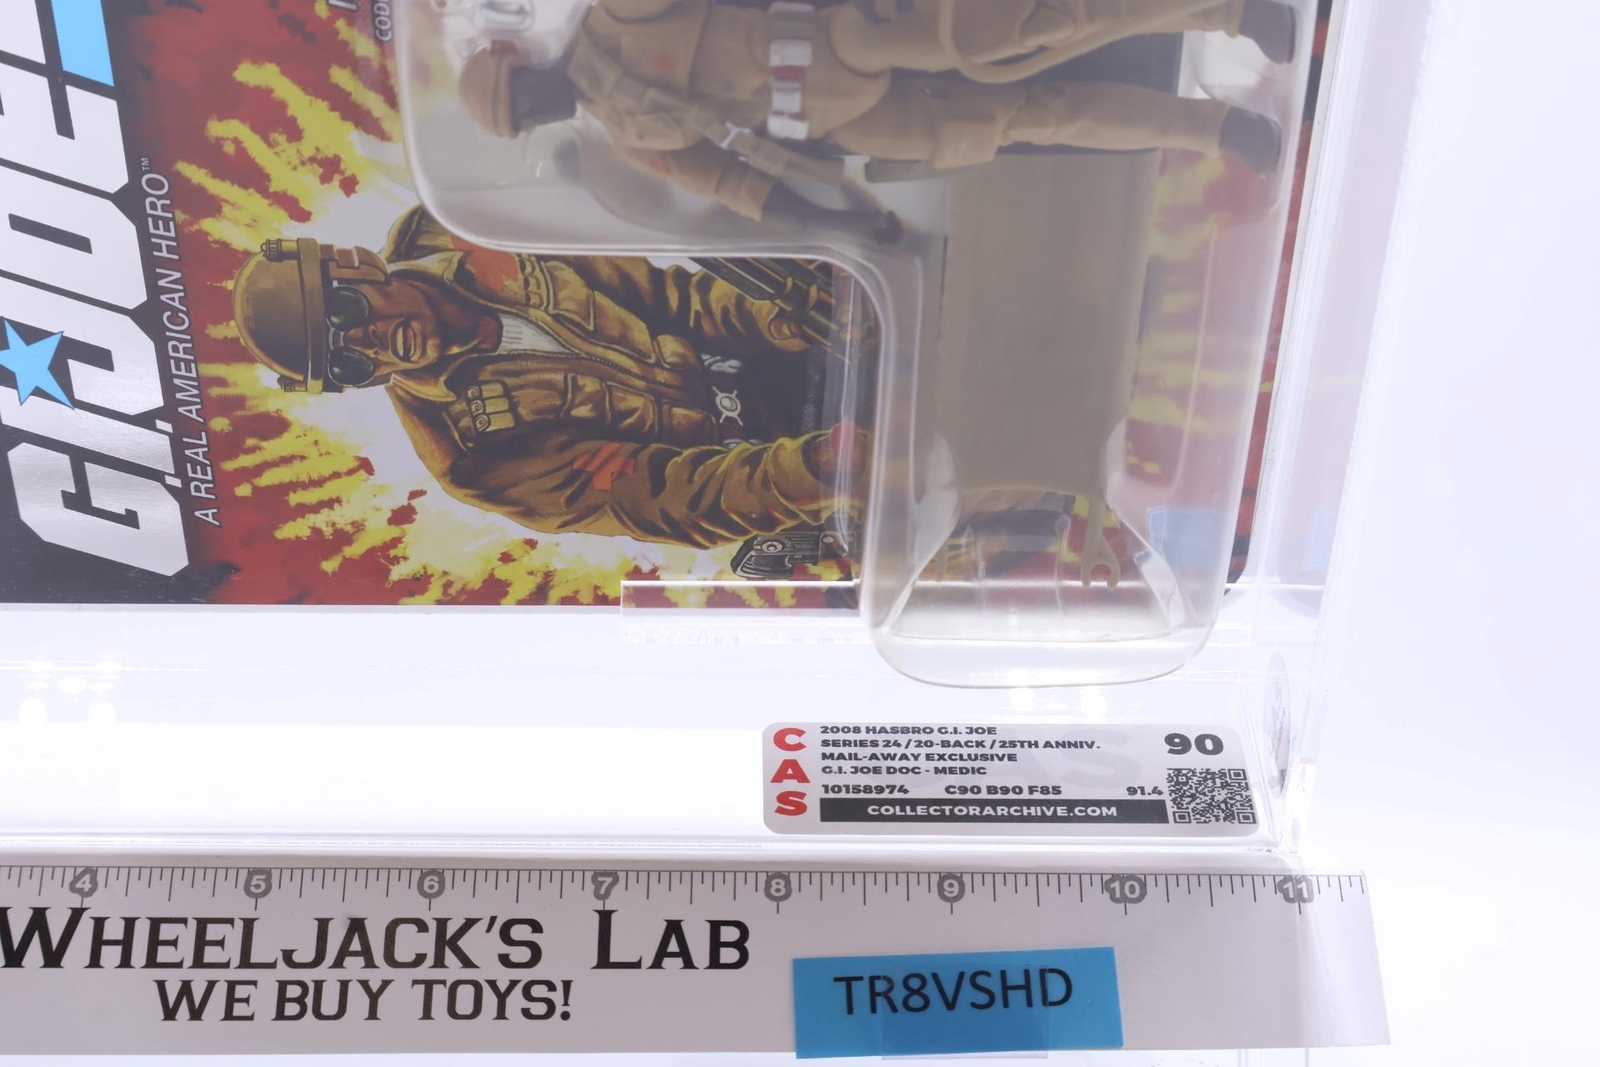 G.I. JOE
A REAL AMERICAN HERO™
COD
C
A
S
2008 HASBRO G.I. JOE
SERIES 24 / 20-BACK / 25TH ANNIV.
MAIL-AWAY EXCLUSIVE
G.I. JOE DOC - MEDIC
90
10158974 C90 B90 F85 91.4
COLLECTORARCHIVE.COM
4 5 6 7 8 9 10 11
WHEELJACK'S LAB
WE BUY TOYS!
TR8VSHD